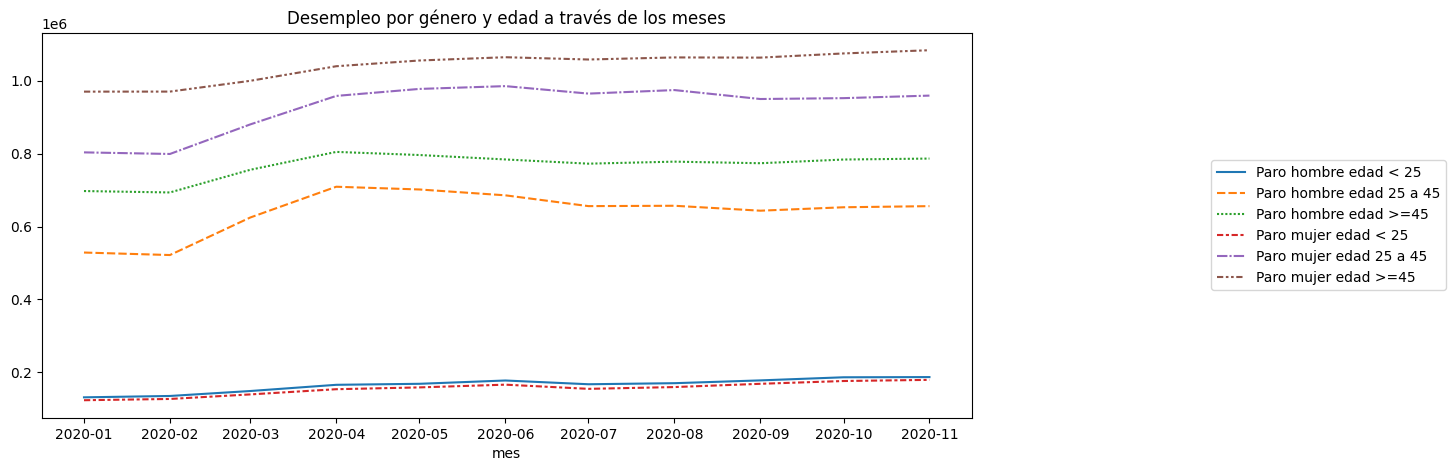 Desempleo por género y edad a través de los meses
1e6
1.0
0.8
0.6
0.4
0.2
2020-01 2020-02 2020-03 2020-04 2020-05 2020-06 2020-07 2020-08 2020-09 2020-10 2020-11
mes
Paro hombre edad < 25
Paro hombre edad 25 a 45
Paro hombre edad >=45
Paro mujer edad < 25
Paro mujer edad 25 a 45
Paro mujer edad >=45